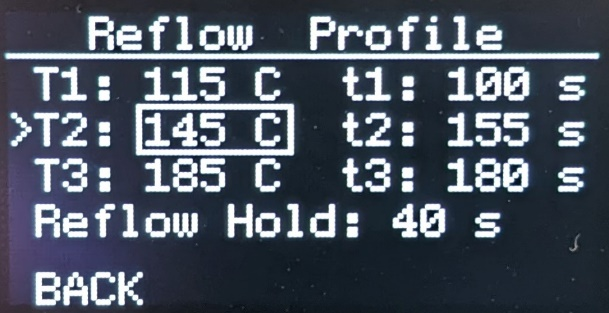 Reflow Profile
T1: 115 C t1: 100 s
>T2: 145 C t2: 155 s
T3: 185 C t3: 180 s
Reflow Hold: 40 s
BACK